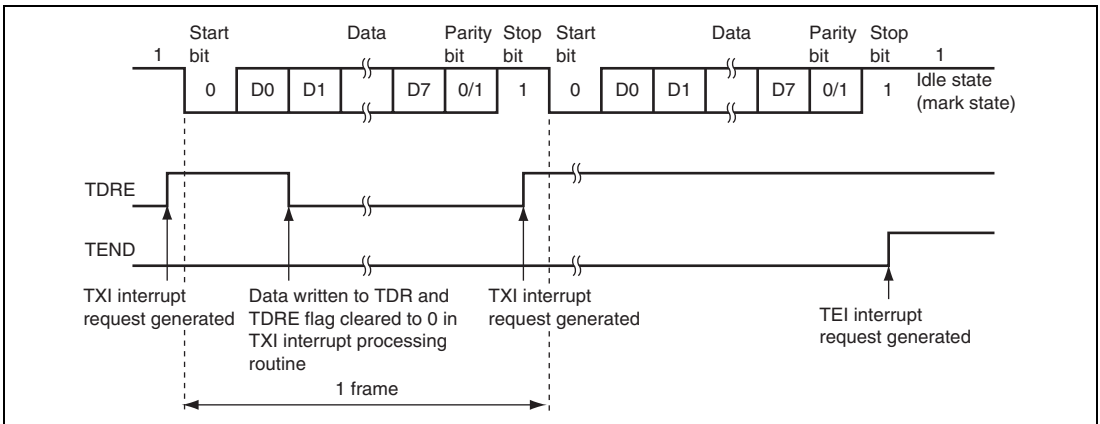 Start Data Parity Stop Start Data Parity Stop
1 bit bit bit bit bit bit 1
0 D0 D1 D7 0/1 1 0 D0 D1 D7 0/1 1 Idle state
(mark state)
TDRE
TEND
TXI interrupt
request generated
Data written to TDR and
TDRE flag cleared to 0 in
TXI interrupt processing
routine
TXI interrupt
request generated
TEI interrupt
request generated
1 frame